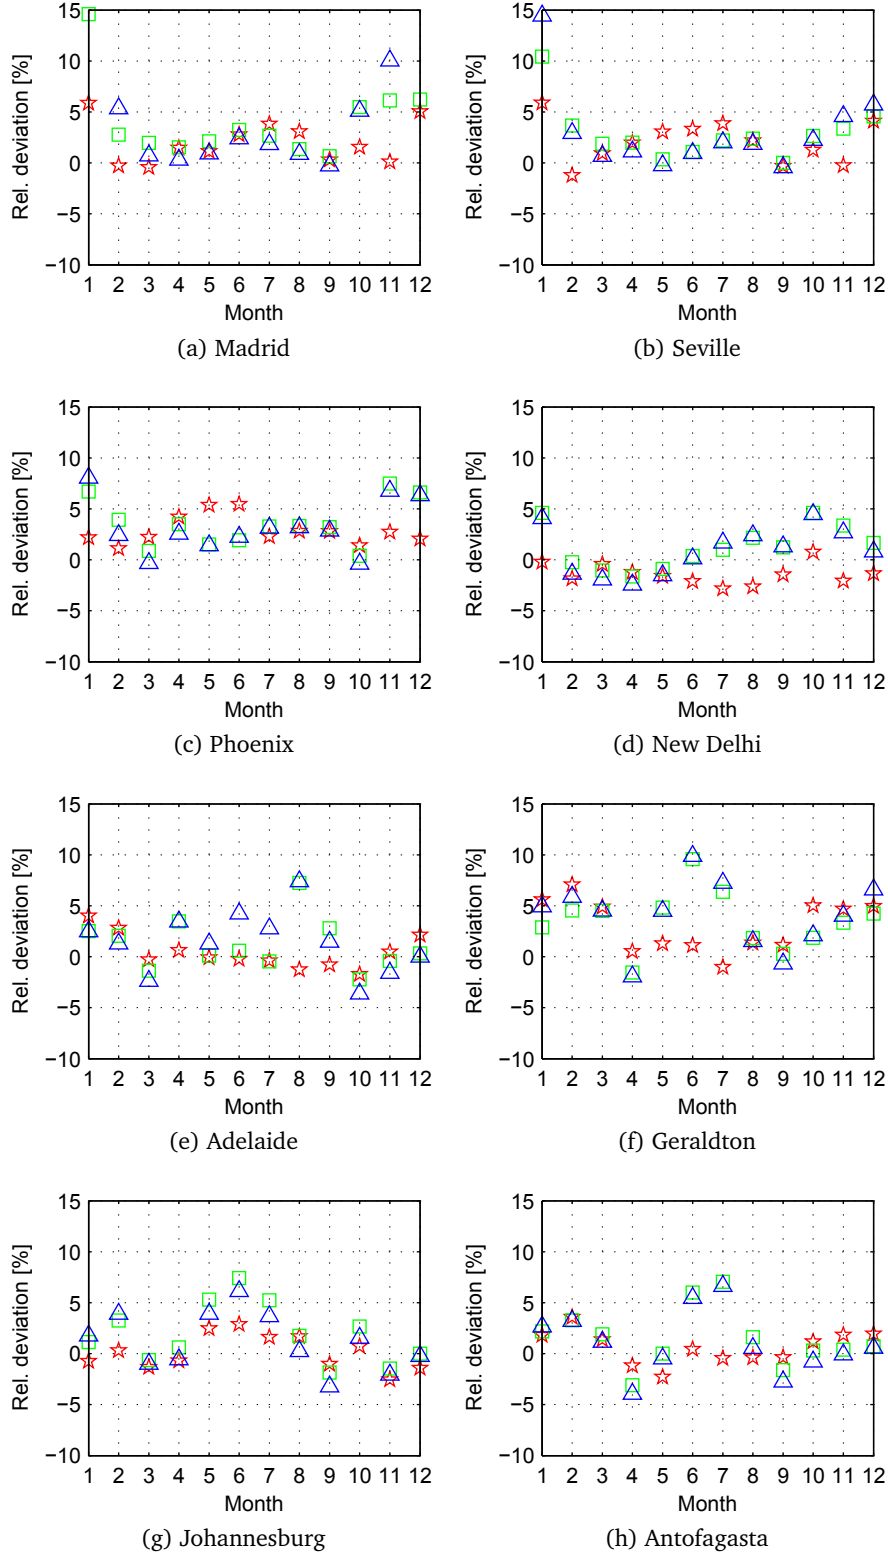 15
10
5
0
−5
−10
Rel. deviation [%]
1 2 3 4 5 6 7 8 9 10 11 12
Month
(a) Madrid
15
10
5
0
−5
−10
Rel. deviation [%]
1 2 3 4 5 6 7 8 9 10 11 12
Month
(b) Seville
15
10
5
0
−5
−10
Rel. deviation [%]
1 2 3 4 5 6 7 8 9 10 11 12
Month
(c) Phoenix
15
10
5
0
−5
−10
Rel. deviation [%]
1 2 3 4 5 6 7 8 9 10 11 12
Month
(d) New Delhi
15
10
5
0
−5
−10
Rel. deviation [%]
1 2 3 4 5 6 7 8 9 10 11 12
Month
(e) Adelaide
15
10
5
0
−5
−10
Rel. deviation [%]
1 2 3 4 5 6 7 8 9 10 11 12
Month
(f) Geraldton
15
10
5
0
−5
−10
Rel. deviation [%]
1 2 3 4 5 6 7 8 9 10 11 12
Month
(g) Johannesburg
15
10
5
0
−5
−10
Rel. deviation [%]
1 2 3 4 5 6 7 8 9 10 11 12
Month
(h) Antofagasta